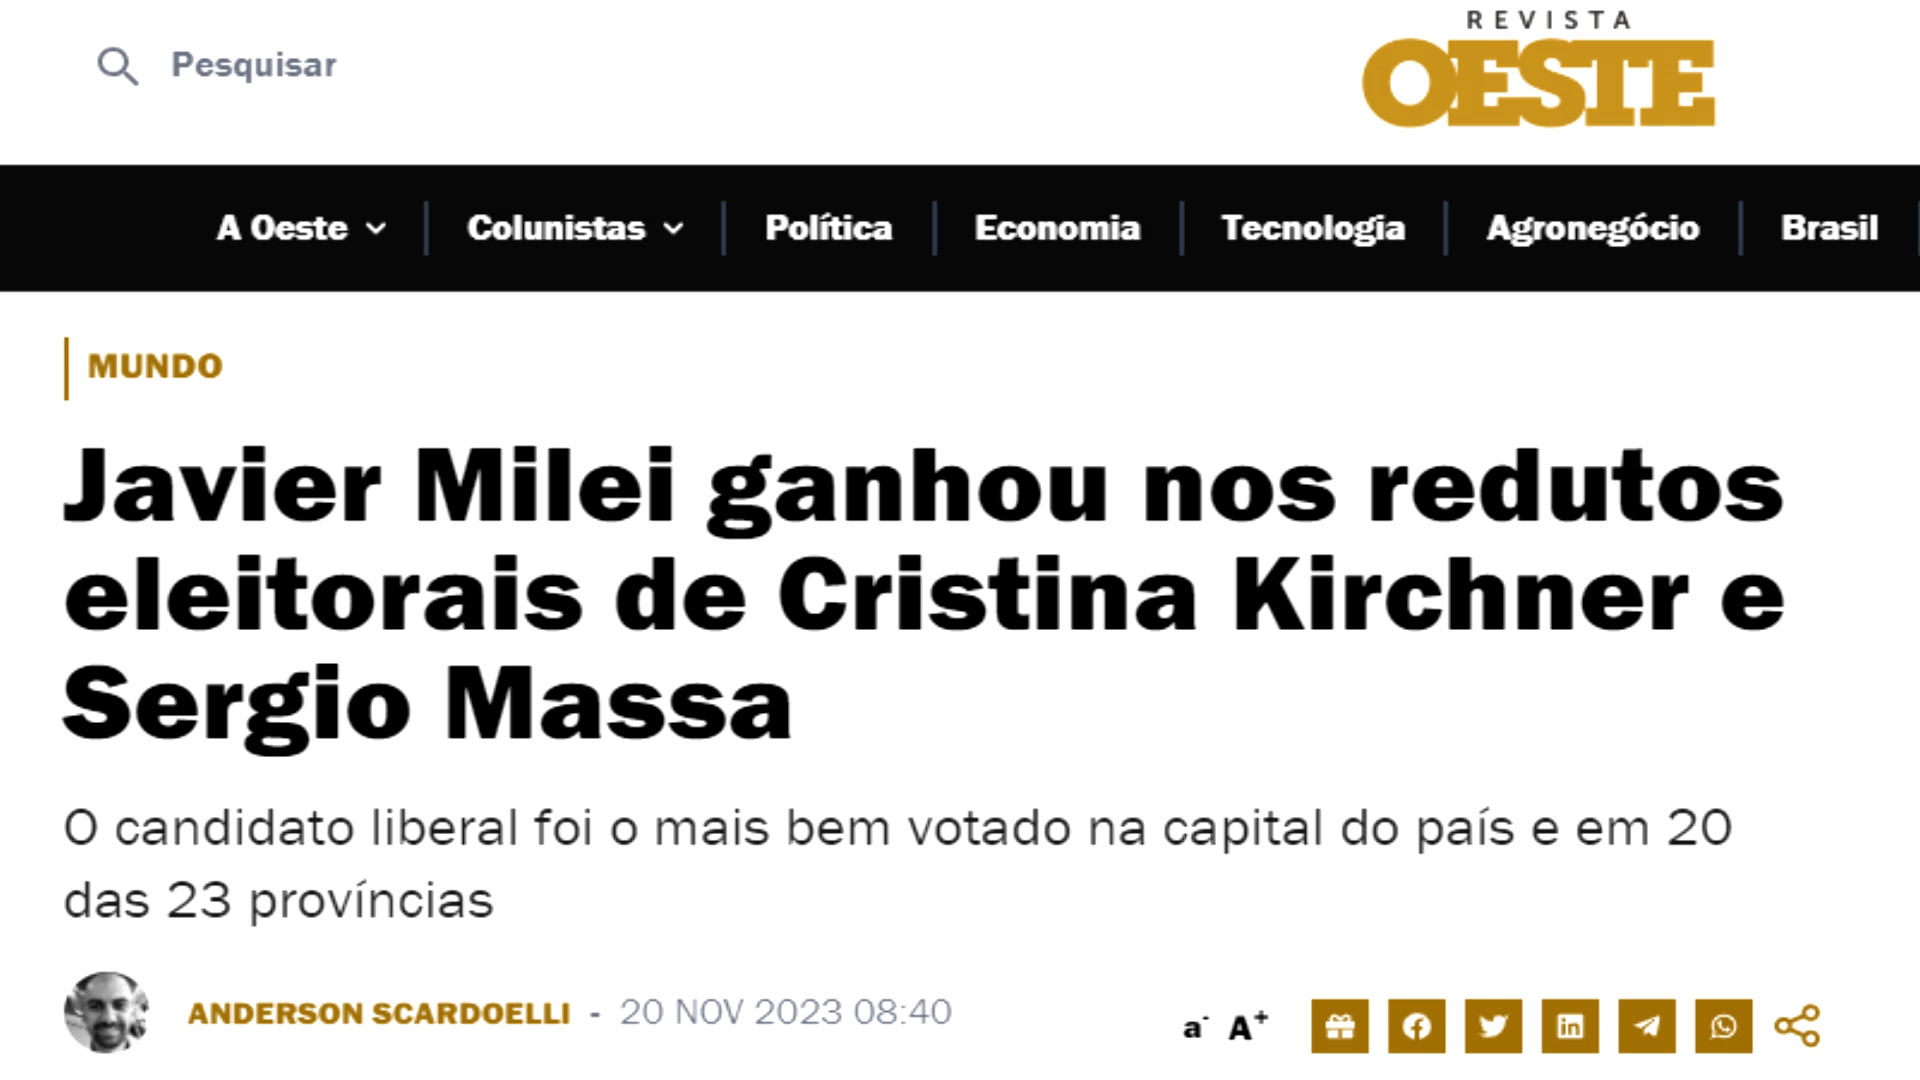 Pesquisar
REVISTA
OESTE
A Oeste
Colunistas
Política
Economia
Tecnologia
Agronegócio
Brasil
MUNDO
Javier Milei ganhou nos redutos
eleitorais de Cristina Kirchner e
Sergio Massa
O candidato liberal foi o mais bem votado na capital do país e em 20
das 23 províncias
ANDERSON SCARDOELLI - 20 NOV 2023 08:40
a- A+